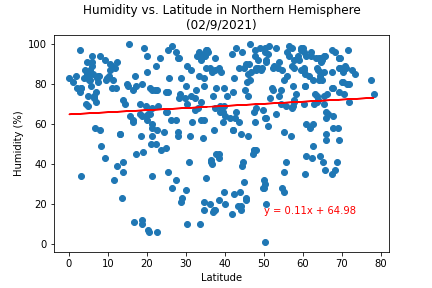 Humidity vs. Latitude in Northern Hemisphere
(02/9/2021)
100
80
60
40
20
0
Humidity (%)
y = 0.11x + 64.98
0 10 20 30 40 50 60 70 80
Latitude